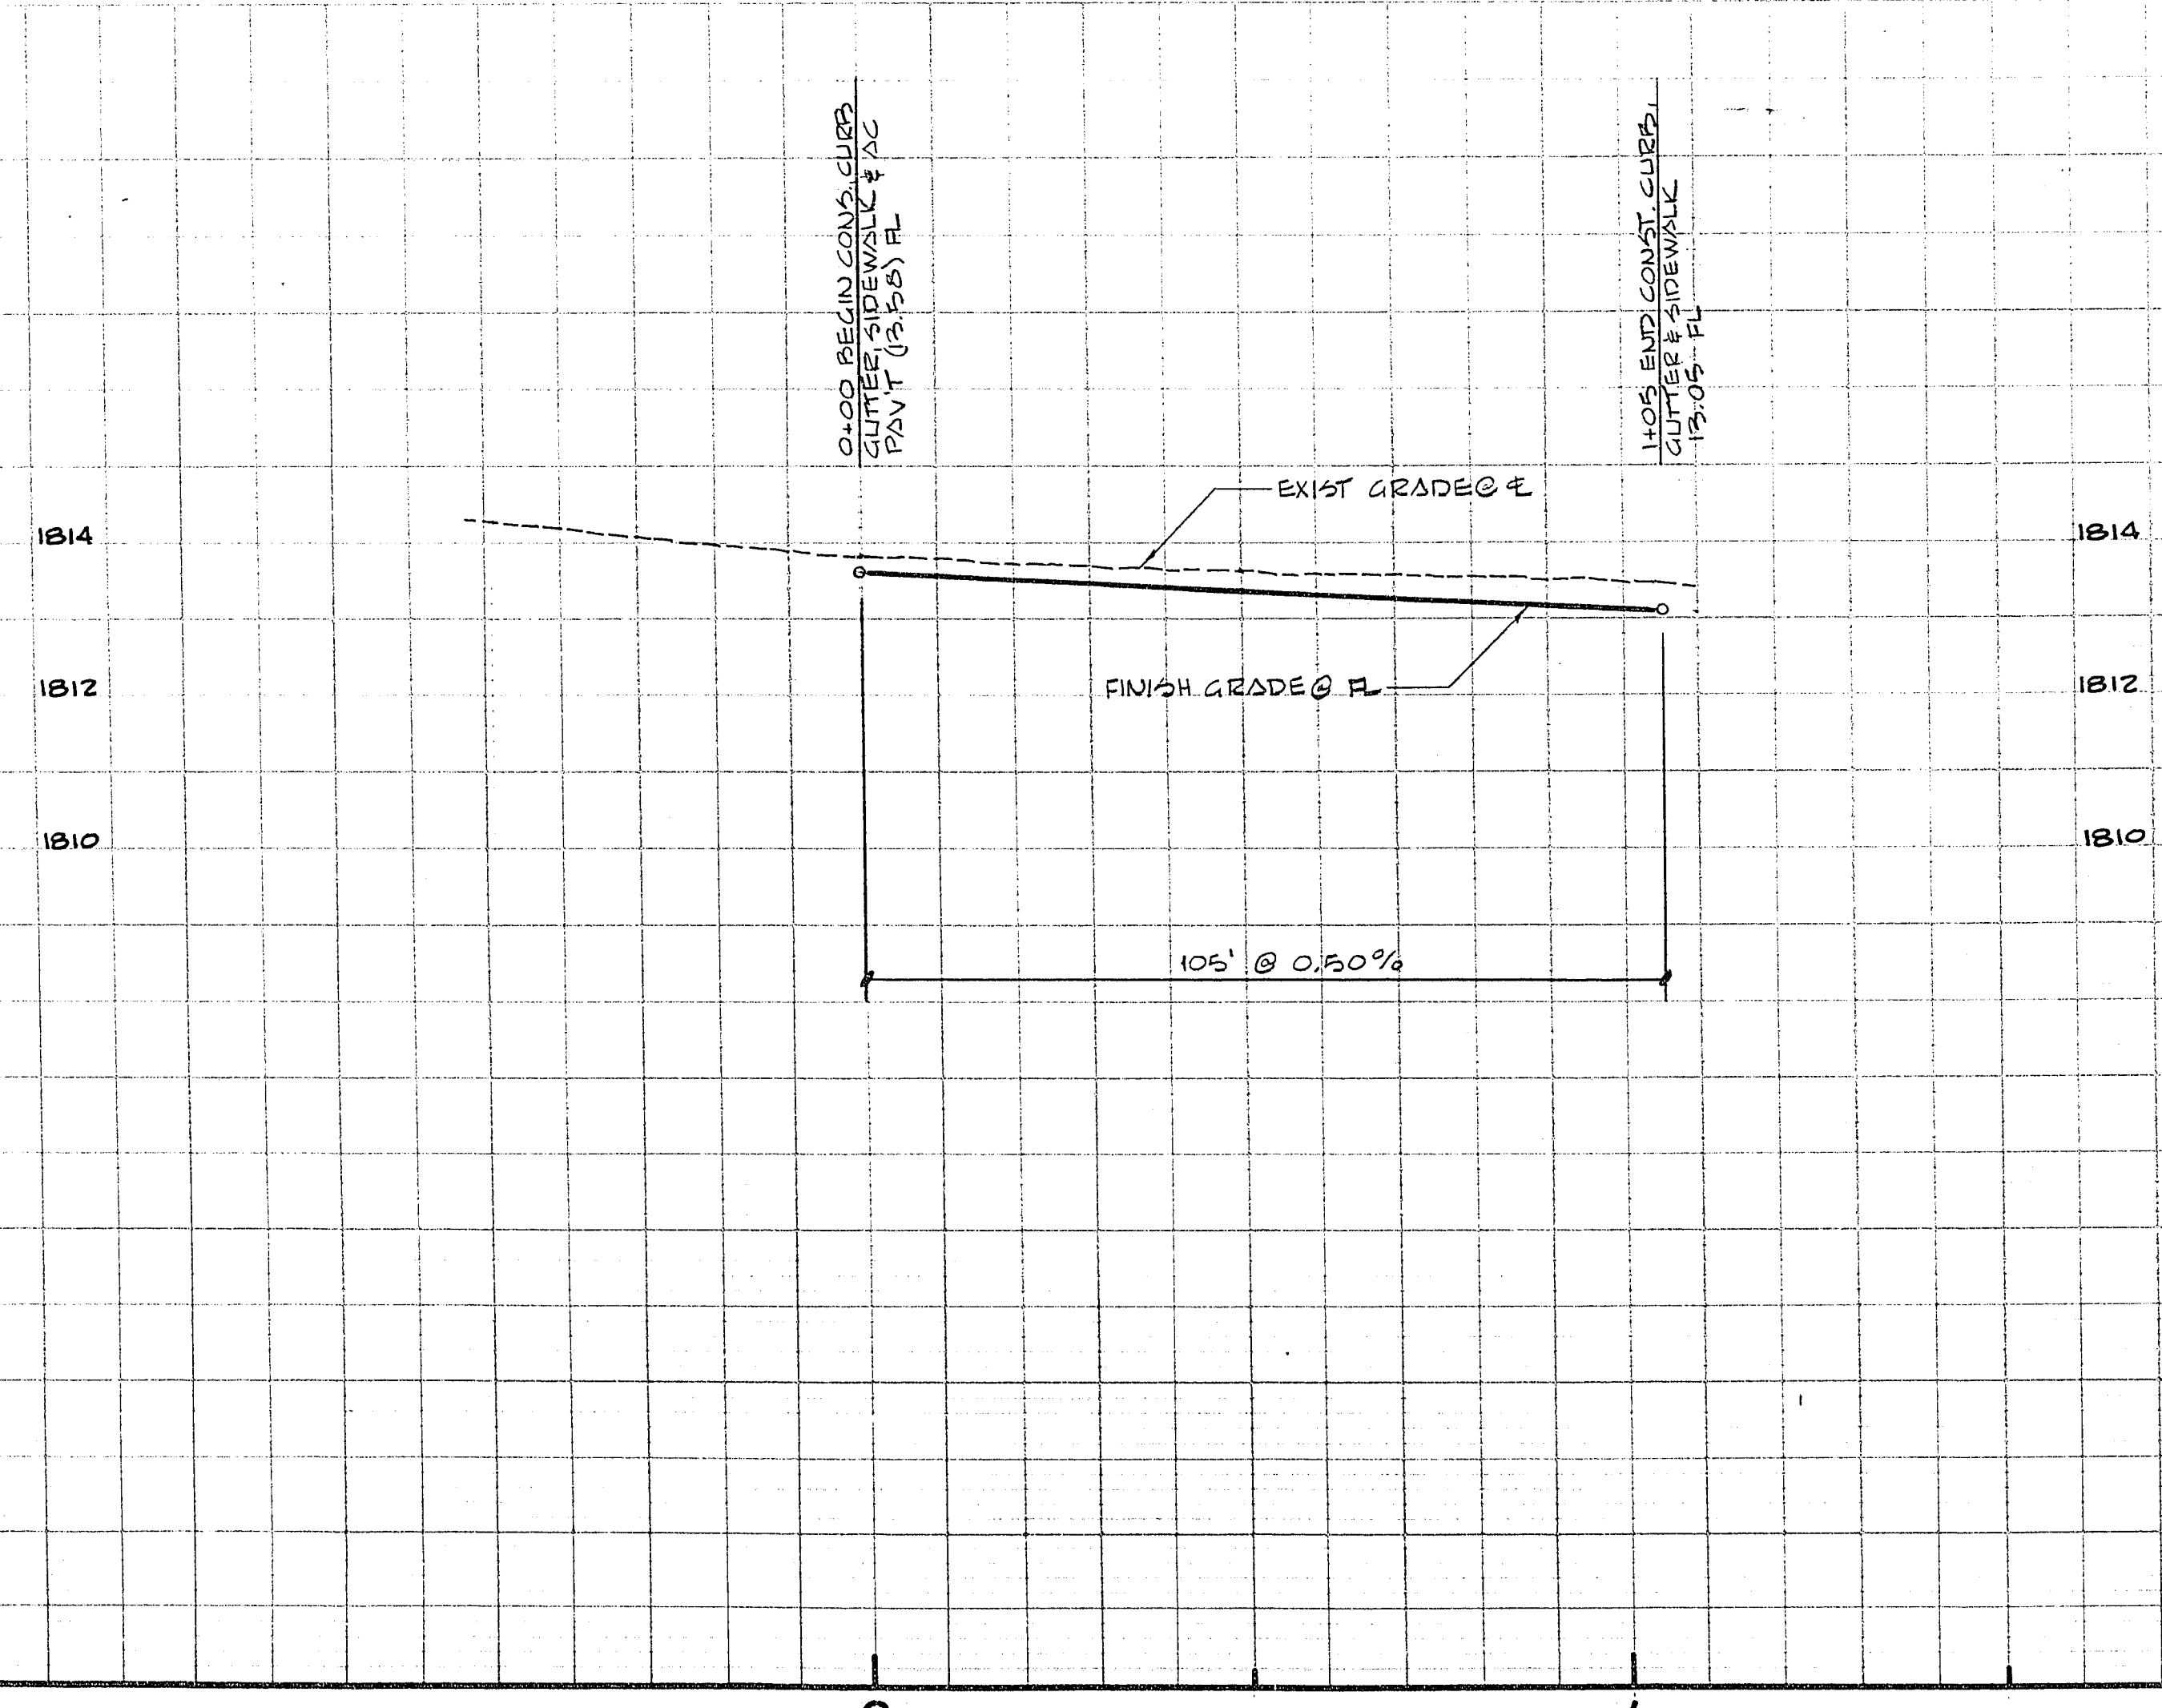 0+00 BEGIN CONS. CURB
GUTTER, SIDEWALK & AC
PAV'T (13.58) FL
1+05 END CONST. CURB,
GUTTER & SIDEWALK
13.05 FL
EXIST GRADE @ ℄
1814
1814
FINISH GRADE @ FL
1812
1812
1810
1810
105' @ 0.50%